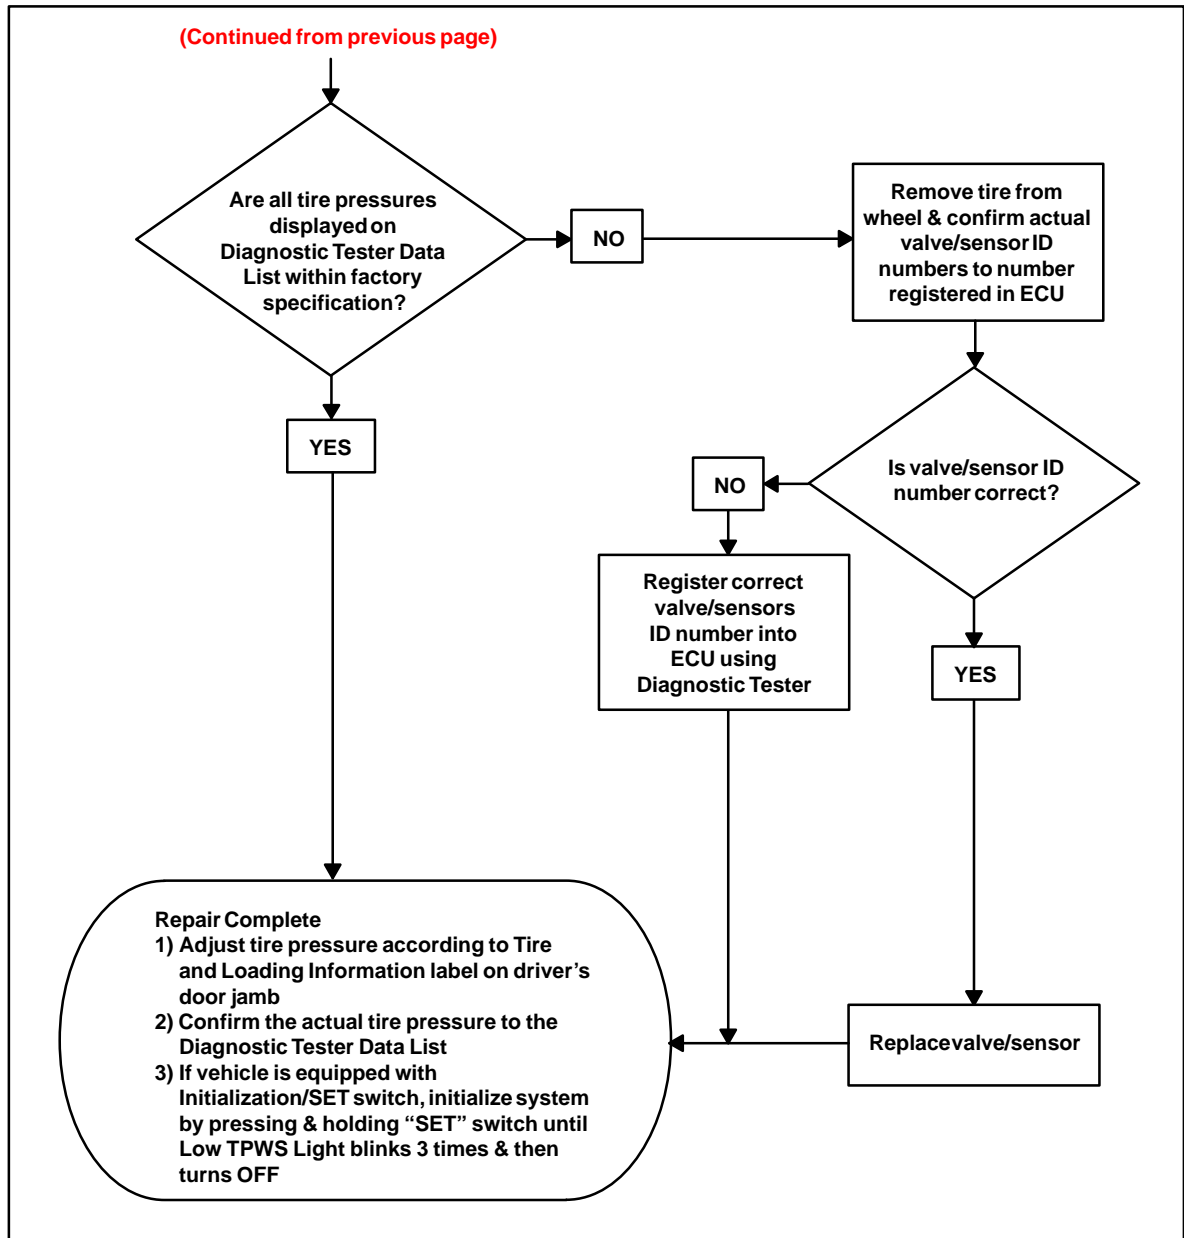 (Continued from previous page)
Are all tire pressures
displayed on
Diagnostic Tester Data
List within factory
specification?
NO
Remove tire from
wheel & confirm actual
valve/sensor ID
numbers to number
registered in ECU
YES
Is valve/sensor ID
number correct?
NO
Register correct
valve/sensors
ID number into
ECU using
Diagnostic Tester
YES
Repair Complete
1) Adjust tire pressure according to Tire
and Loading Information label on driver’s
door jamb
2) Confirm the actual tire pressure to the
Diagnostic Tester Data List
3) If vehicle is equipped with
Initialization/SET switch, initialize system
by pressing & holding “SET” switch until
Low TPWS Light blinks 3 times & then
turns OFF
Replace valve/sensor